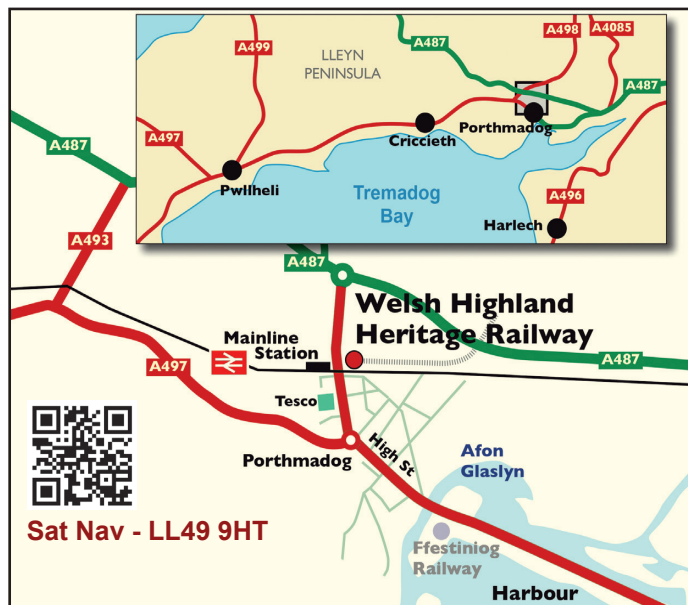 A499
LLEYN
PENINSULA
A487
A498
A4085
A487
A497
Porthmadog
Criccieth
Pwllheli
Tremadog
Bay
A496
Harlech
A487
A493
A487
Welsh Highland
Heritage Railway
Mainline
Station
A487
A497
Tesco
High St
Porthmadog
Afon
Glaslyn
Sat Nav - LL49 9HT
Ffestiniog
Railway
Harbour